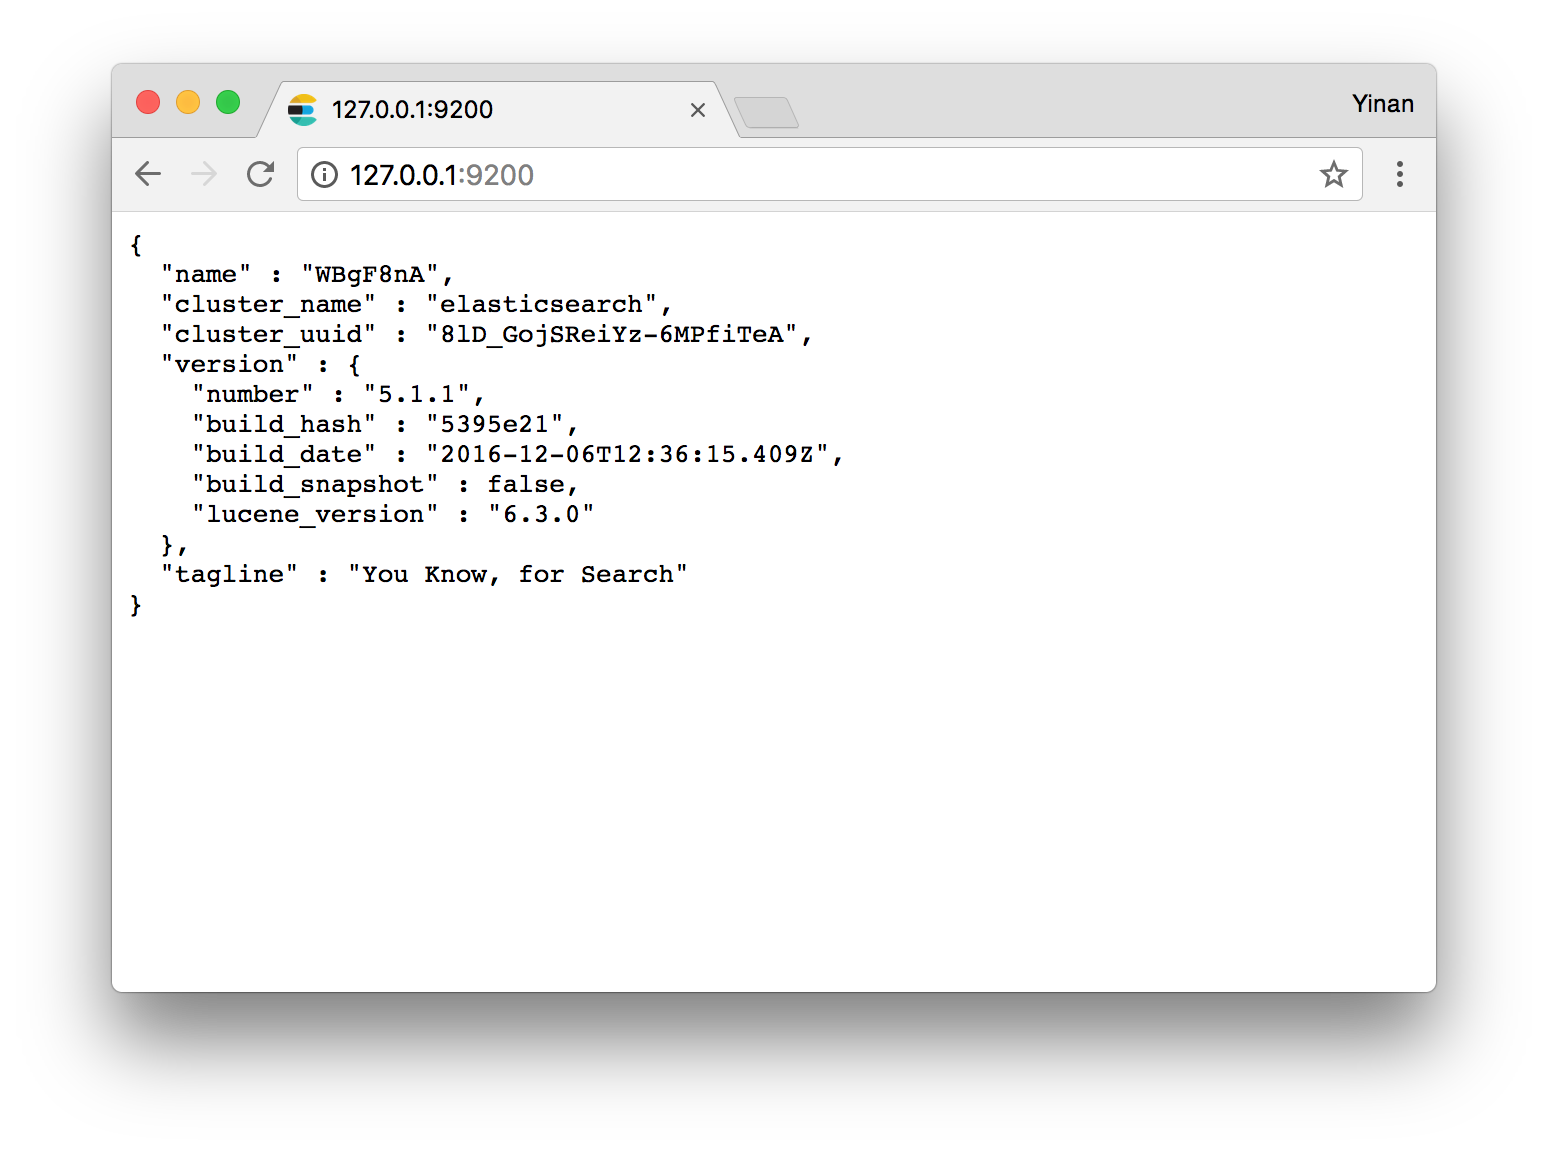 127.0.0.1:9200
Yinan
127.0.0.1:9200
{
  "name" : "WBgF8nA",
  "cluster_name" : "elasticsearch",
  "cluster_uuid" : "8lD_GojSReiYz-6MPfiTeA",
  "version" : {
    "number" : "5.1.1",
    "build_hash" : "5395e21",
    "build_date" : "2016-12-06T12:36:15.409Z",
    "build_snapshot" : false,
    "lucene_version" : "6.3.0"
  },
  "tagline" : "You Know, for Search"
}